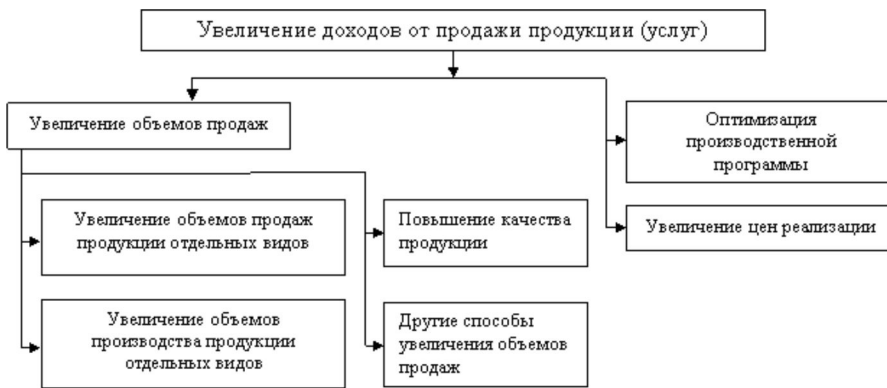 Увеличение доходов от продажи продукции (услуг)
Увеличение объемов продаж
Оптимизация
производственной
программы
Увеличение цен реализации
Увеличение объемов продаж
продукции отдельных видов
Повышение качества
продукции
Увеличение объемов
производства продукции
отдельных видов
Другие способы
увеличения объемов
продаж